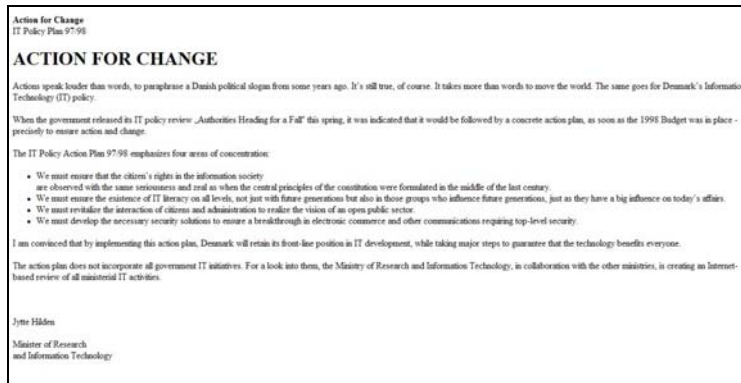 Action for Change
IT Policy Plan 97/98
ACTION FOR CHANGE
Actions speak louder than words, to paraphrase a Danish political slogan from some years ago. It's still true, of course. It takes more than words to move the world. The same goes for Denmark's Informatio
Technology (IT) policy.
When the government released its IT policy review „Authorities Heading for a Fall" this spring, it was indicated that it would be followed by a concrete action plan, as soon as the 1998 Budget was in place -
precisely to ensure action and change.
The IT Policy Action Plan 97/98 emphasizes four areas of concentration:
• We must ensure that the citizen's rights in the information society
are observed with the same seriousness and zeal as when the central principles of the constitution were formulated in the middle of the last century.
• We must ensure the existence of IT literacy on all levels, not just with future generations but also in those groups who influence future generations, just as they have a big influence on today's affairs.
• We must revitalize the interaction of citizens and administration to realize the vision of an open public sector.
• We must develop the necessary security solutions to ensure a breakthrough in electronic commerce and other communications requiring top-level security.
I am convinced that by implementing this action plan, Denmark will retain its front-line position in IT development, while taking major steps to guarantee that the technology benefits everyone.
The action plan does not incorporate all government IT initiatives. For a look into them, the Ministry of Research and Information Technology, in collaboration with the other ministries, is creating an Internet-
based review of all ministerial IT activities.
Jytte Hilden
Minister of Research
and Information Technology